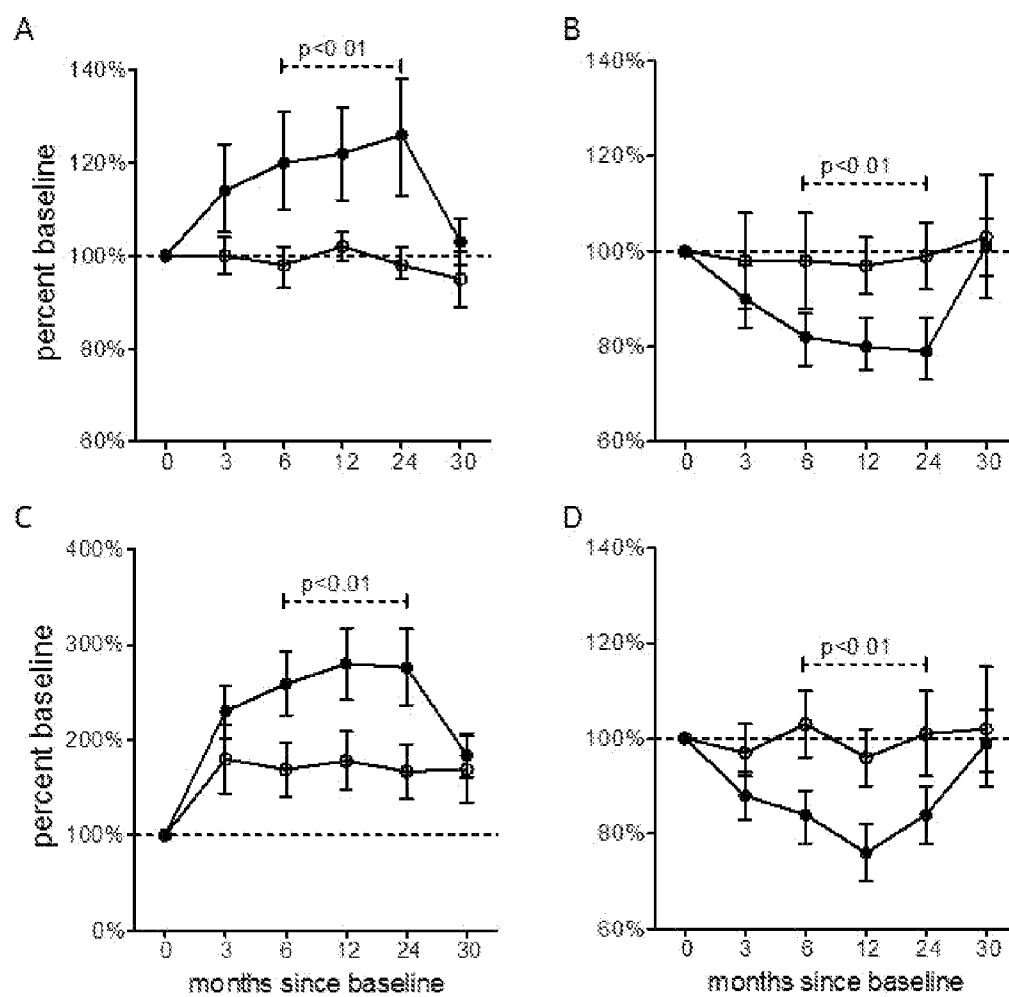 A
p<0.01
140%
120%
100%
80%
60%
percent baseline
0 3 6 12 24 30
B
p<0.01
140%
120%
100%
80%
60%
0 3 6 12 24 30
C
p<0.01
400%
300%
200%
100%
0%
percent baseline
0 3 6 12 24 30
months since baseline
D
p<0.01
140%
120%
100%
80%
60%
0 3 6 12 24 30
months since baseline